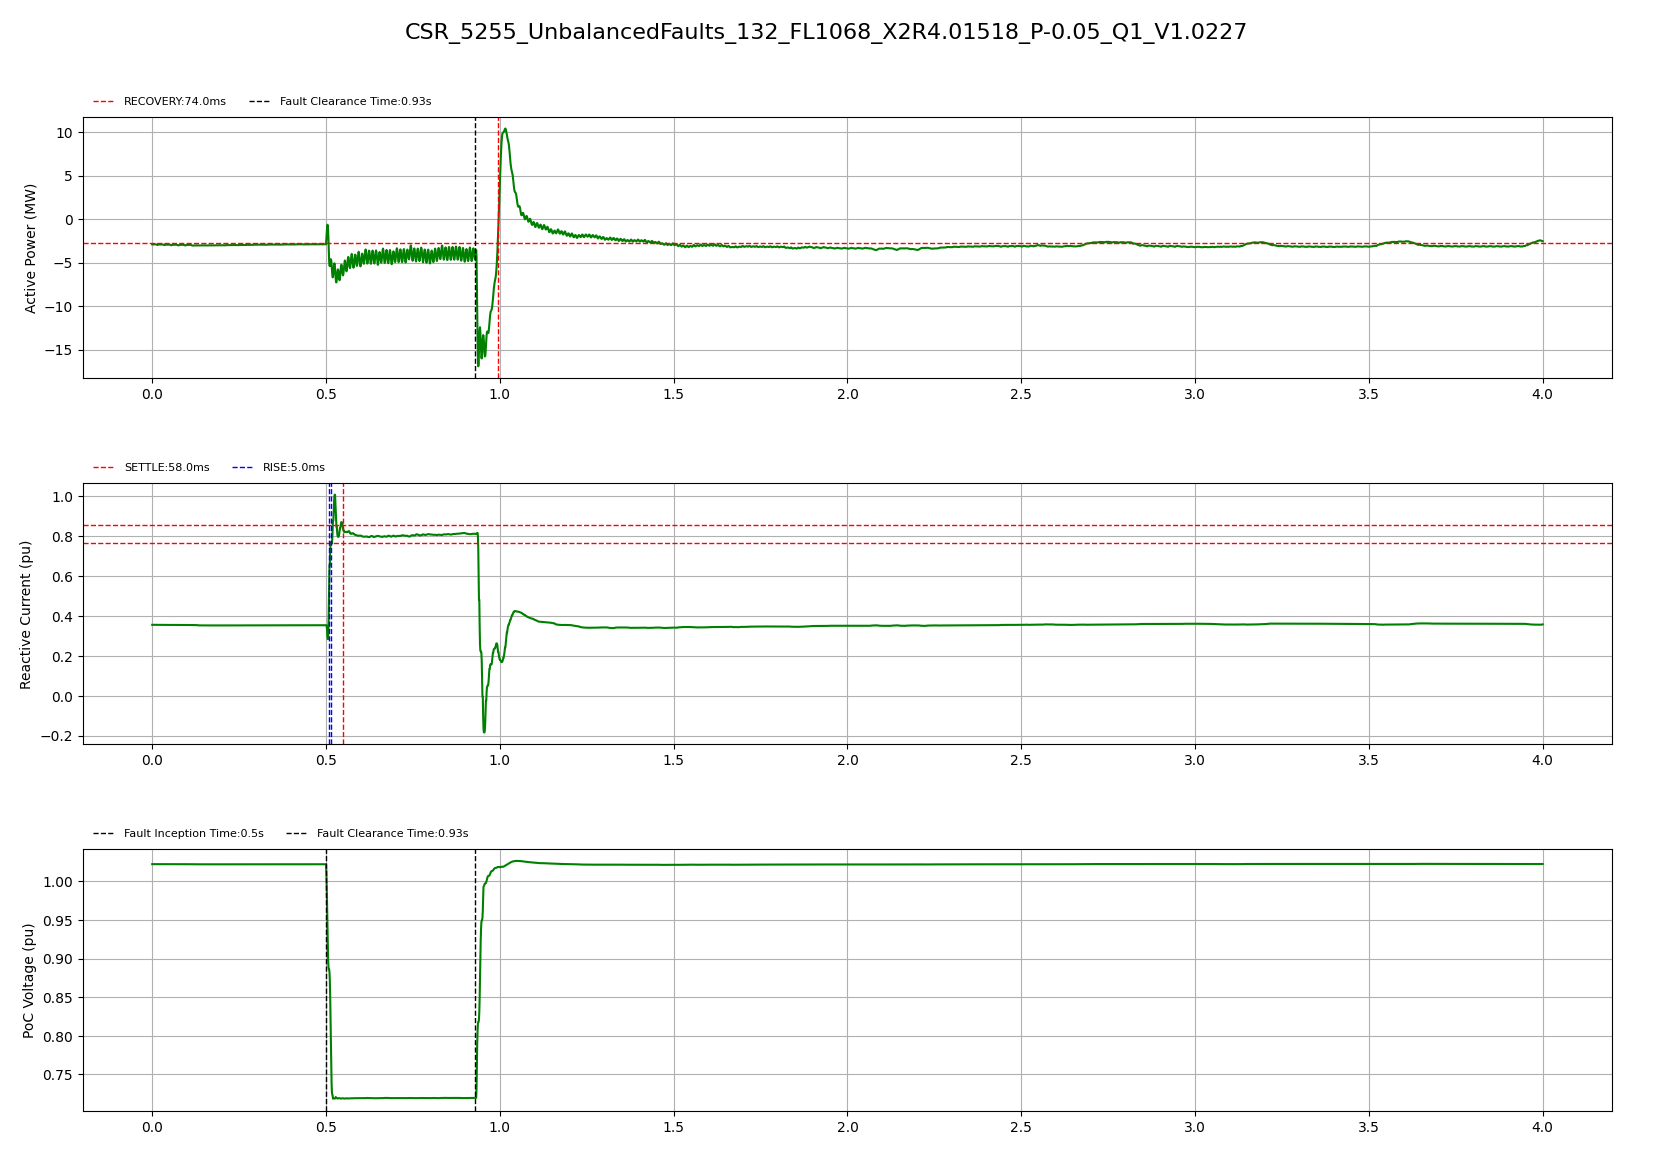 CSR_5255_UnbalancedFaults_132_FL1068_X2R4.01518_P-0.05_Q1_V1.0227
RECOVERY:74.0ms Fault Clearance Time:0.93s
Active Power (MW)
10
5
0
−5
−10
−15
0.0 0.5 1.0 1.5 2.0 2.5 3.0 3.5 4.0
SETTLE:58.0ms RISE:5.0ms
Reactive Current (pu)
1.0
0.8
0.6
0.4
0.2
0.0
−0.2
0.0 0.5 1.0 1.5 2.0 2.5 3.0 3.5 4.0
Fault Inception Time:0.5s Fault Clearance Time:0.93s
PoC Voltage (pu)
1.00
0.95
0.90
0.85
0.80
0.75
0.0 0.5 1.0 1.5 2.0 2.5 3.0 3.5 4.0